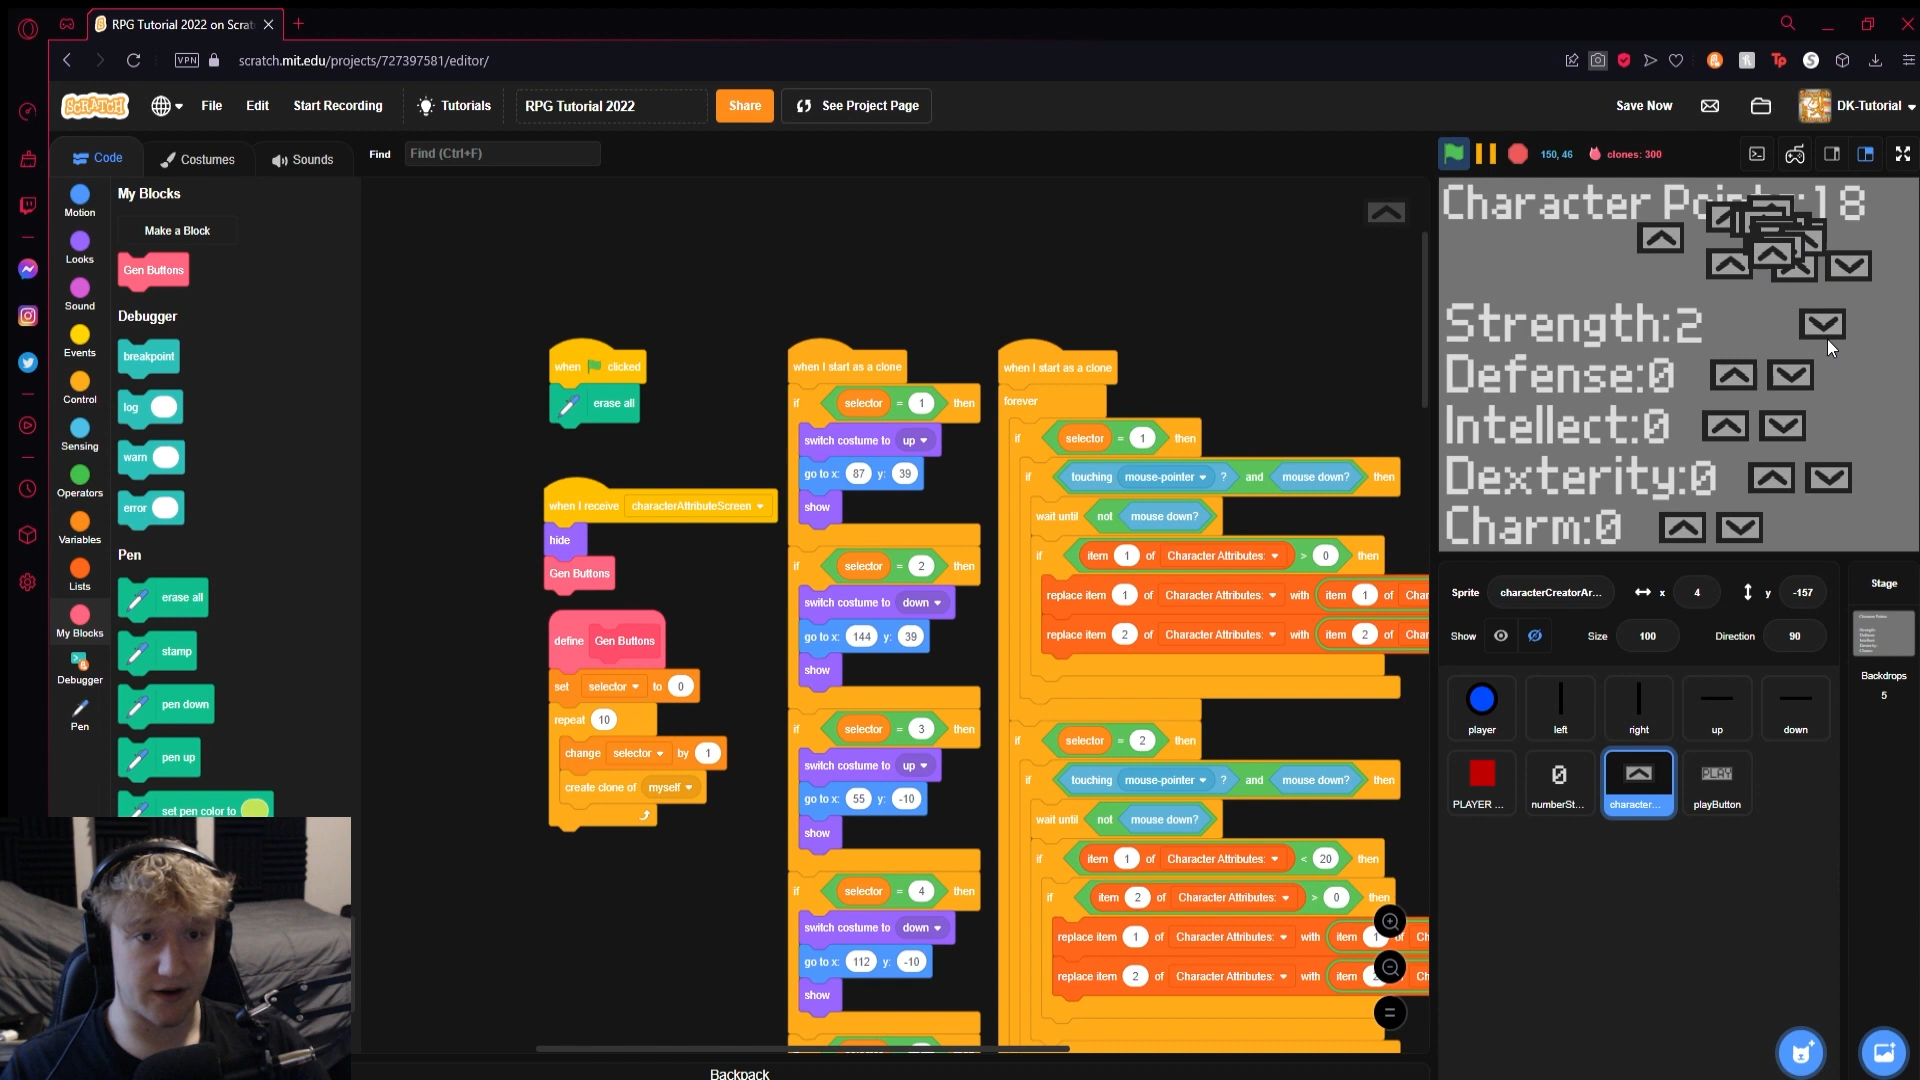 RPG Tutorial 2022 on Scrat
VPN
scratch.mit.edu/projects/727397581/editor/
Tp
S
SCRATCH
File
Edit
Start Recording
Tutorials
RPG Tutorial 2022
Share
See Project Page
Save Now
DK-Tutorial
Code
Costumes
Sounds
Find
Find (Ctrl+F)
150, 46
clones: 300
Motion
Looks
Sound
Events
Control
Sensing
Operators
Variables
Lists
My Blocks
Debugger
Pen
My Blocks
Make a Block
Gen Buttons
Debugger
breakpoint
log
warn
error
Pen
erase all
stamp
pen down
pen up
set pen color to
when clicked
erase all
when I receive characterAttributeScreen
hide
Gen Buttons
define Gen Buttons
set selector to 0
repeat 10
change selector by 1
create clone of myself
when I start as a clone
if selector = 1 then
switch costume to up
go to x: 87 y: 39
show
if selector = 2 then
switch costume to down
go to x: 144 y: 39
show
if selector = 3 then
switch costume to up
go to x: 55 y: -10
show
if selector = 4 then
switch costume to down
go to x: 112 y: -10
show
when I start as a clone
forever
if selector = 1 then
if touching mouse-pointer ? and mouse down? then
wait until not mouse down?
if item 1 of Character Attributes: > 0 then
replace item 1 of Character Attributes: with item 1 of Char
replace item 2 of Character Attributes: with item 2 of Char
if selector = 2 then
if touching mouse-pointer ? and mouse down? then
wait until not mouse down?
if item 1 of Character Attributes: < 20 then
if item 2 of Character Attributes: > 0 then
replace item 1 of Character Attributes: with item 1 of Ch
replace item 2 of Character Attributes: with item 2 Ch
Character Points:18
Strength:2
Defense:0
Intellect:0
Dexterity:0
Charm:0
Sprite characterCreatorAr...
x 4
y -157
Show
Size 100
Direction 90
Stage
Backdrops
5
player
left
right
up
down
PLAYER ...
0
numberSt...
character...
PLAY
playButton
Backpack